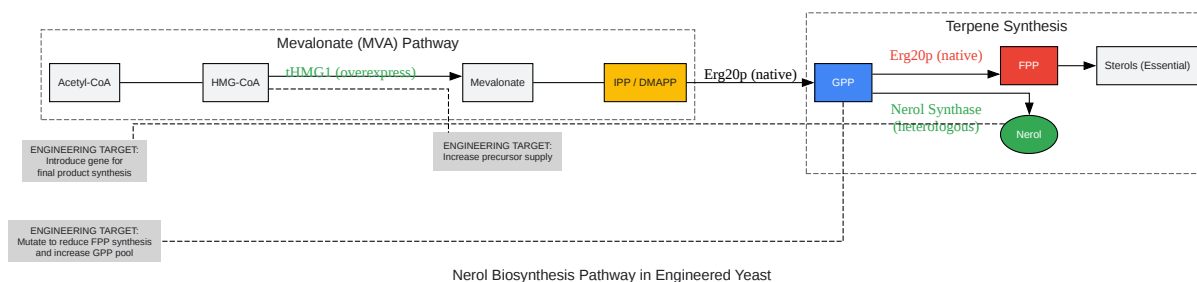 Terpene Synthesis
Mevalonate (MVA) Pathway
Acetyl-CoA
HMG-CoA
tHMG1 (overexpress)
Mevalonate
IPP / DMAPP
Erg20p (native)
GPP
Erg20p (native)
FPP
Sterols (Essential)
Nerol Synthase
(heterologous)
Nerol
ENGINEERING TARGET:
Introduce gene for
final product synthesis
ENGINEERING TARGET:
Increase precursor supply
ENGINEERING TARGET:
Mutate to reduce FPP synthesis
and increase GPP pool
Nerol Biosynthesis Pathway in Engineered Yeast